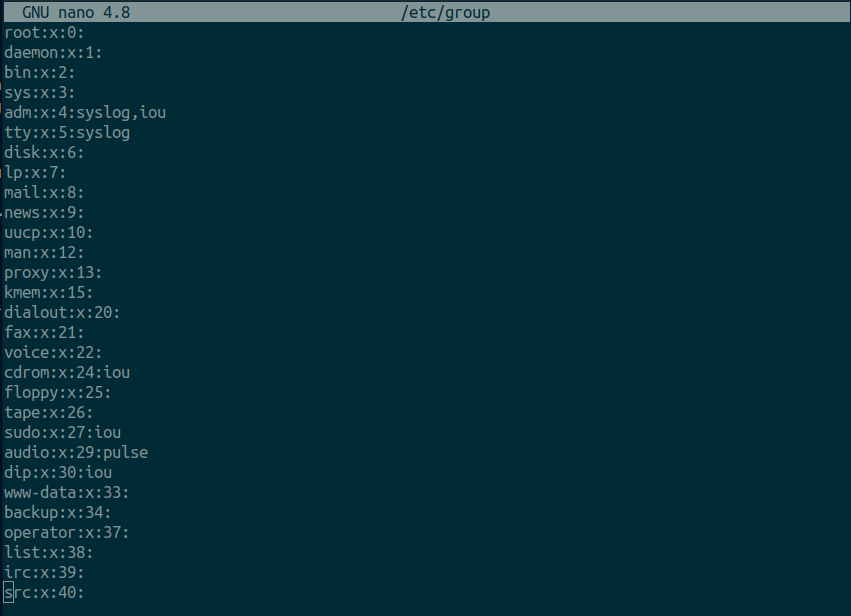 GNU nano 4.8 /etc/group
root:x:0:
daemon:x:1:
bin:x:2:
sys:x:3:
adm:x:4:syslog,iou
tty:x:5:syslog
disk:x:6:
lp:x:7:
mail:x:8:
news:x:9:
uucp:x:10:
man:x:12:
proxy:x:13:
kmem:x:15:
dialout:x:20:
fax:x:21:
voice:x:22:
cdrom:x:24:iou
floppy:x:25:
tape:x:26:
sudo:x:27:iou
audio:x:29:pulse
dip:x:30:iou
www-data:x:33:
backup:x:34:
operator:x:37:
list:x:38:
irc:x:39:
src:x:40: